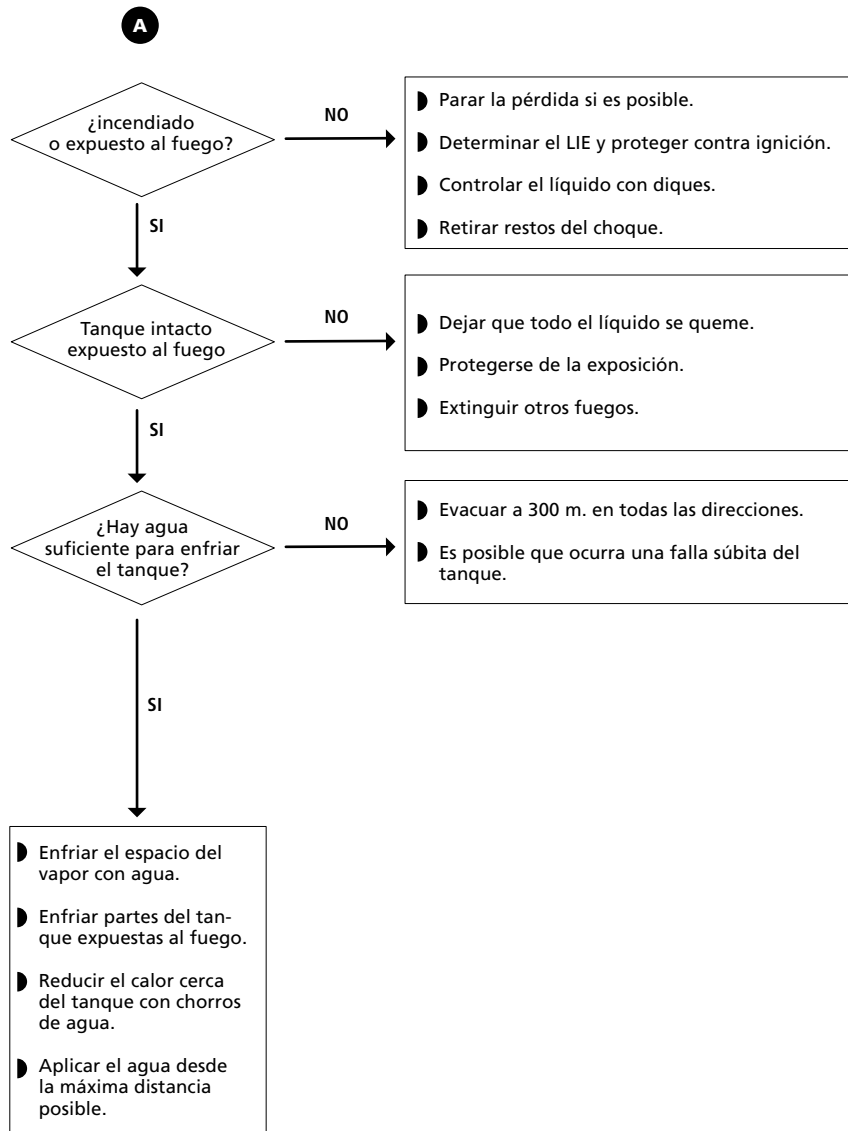 A
¿incendiado
o expuesto al fuego?
NO
Parar la pérdida si es posible.
Determinar el LIE y proteger contra ignición.
Controlar el líquido con diques.
Retirar restos del choque.
SI
Tanque intacto
expuesto al fuego
NO
Dejar que todo el líquido se queme.
Protegerse de la exposición.
Extinguir otros fuegos.
SI
¿Hay agua
suficiente para enfriar
el tanque?
NO
Evacuar a 300 m. en todas las direcciones.
Es posible que ocurra una falla súbita del
tanque.
SI
Enfriar el espacio del
vapor con agua.
Enfriar partes del tan-
que expuestas al fuego.
Reducir el calor cerca
del tanque con chorros
de agua.
Aplicar el agua desde
la máxima distancia
posible.